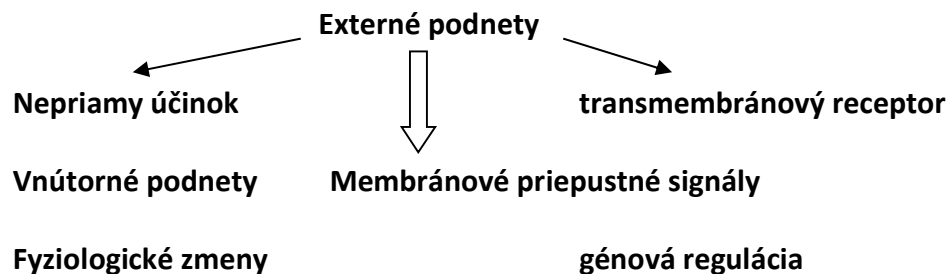 Externé podnety
Nepriamy účinok transmembránový receptor
Vnútorné podnety Membránové priepustné signály
Fyziologické zmeny génová regulácia